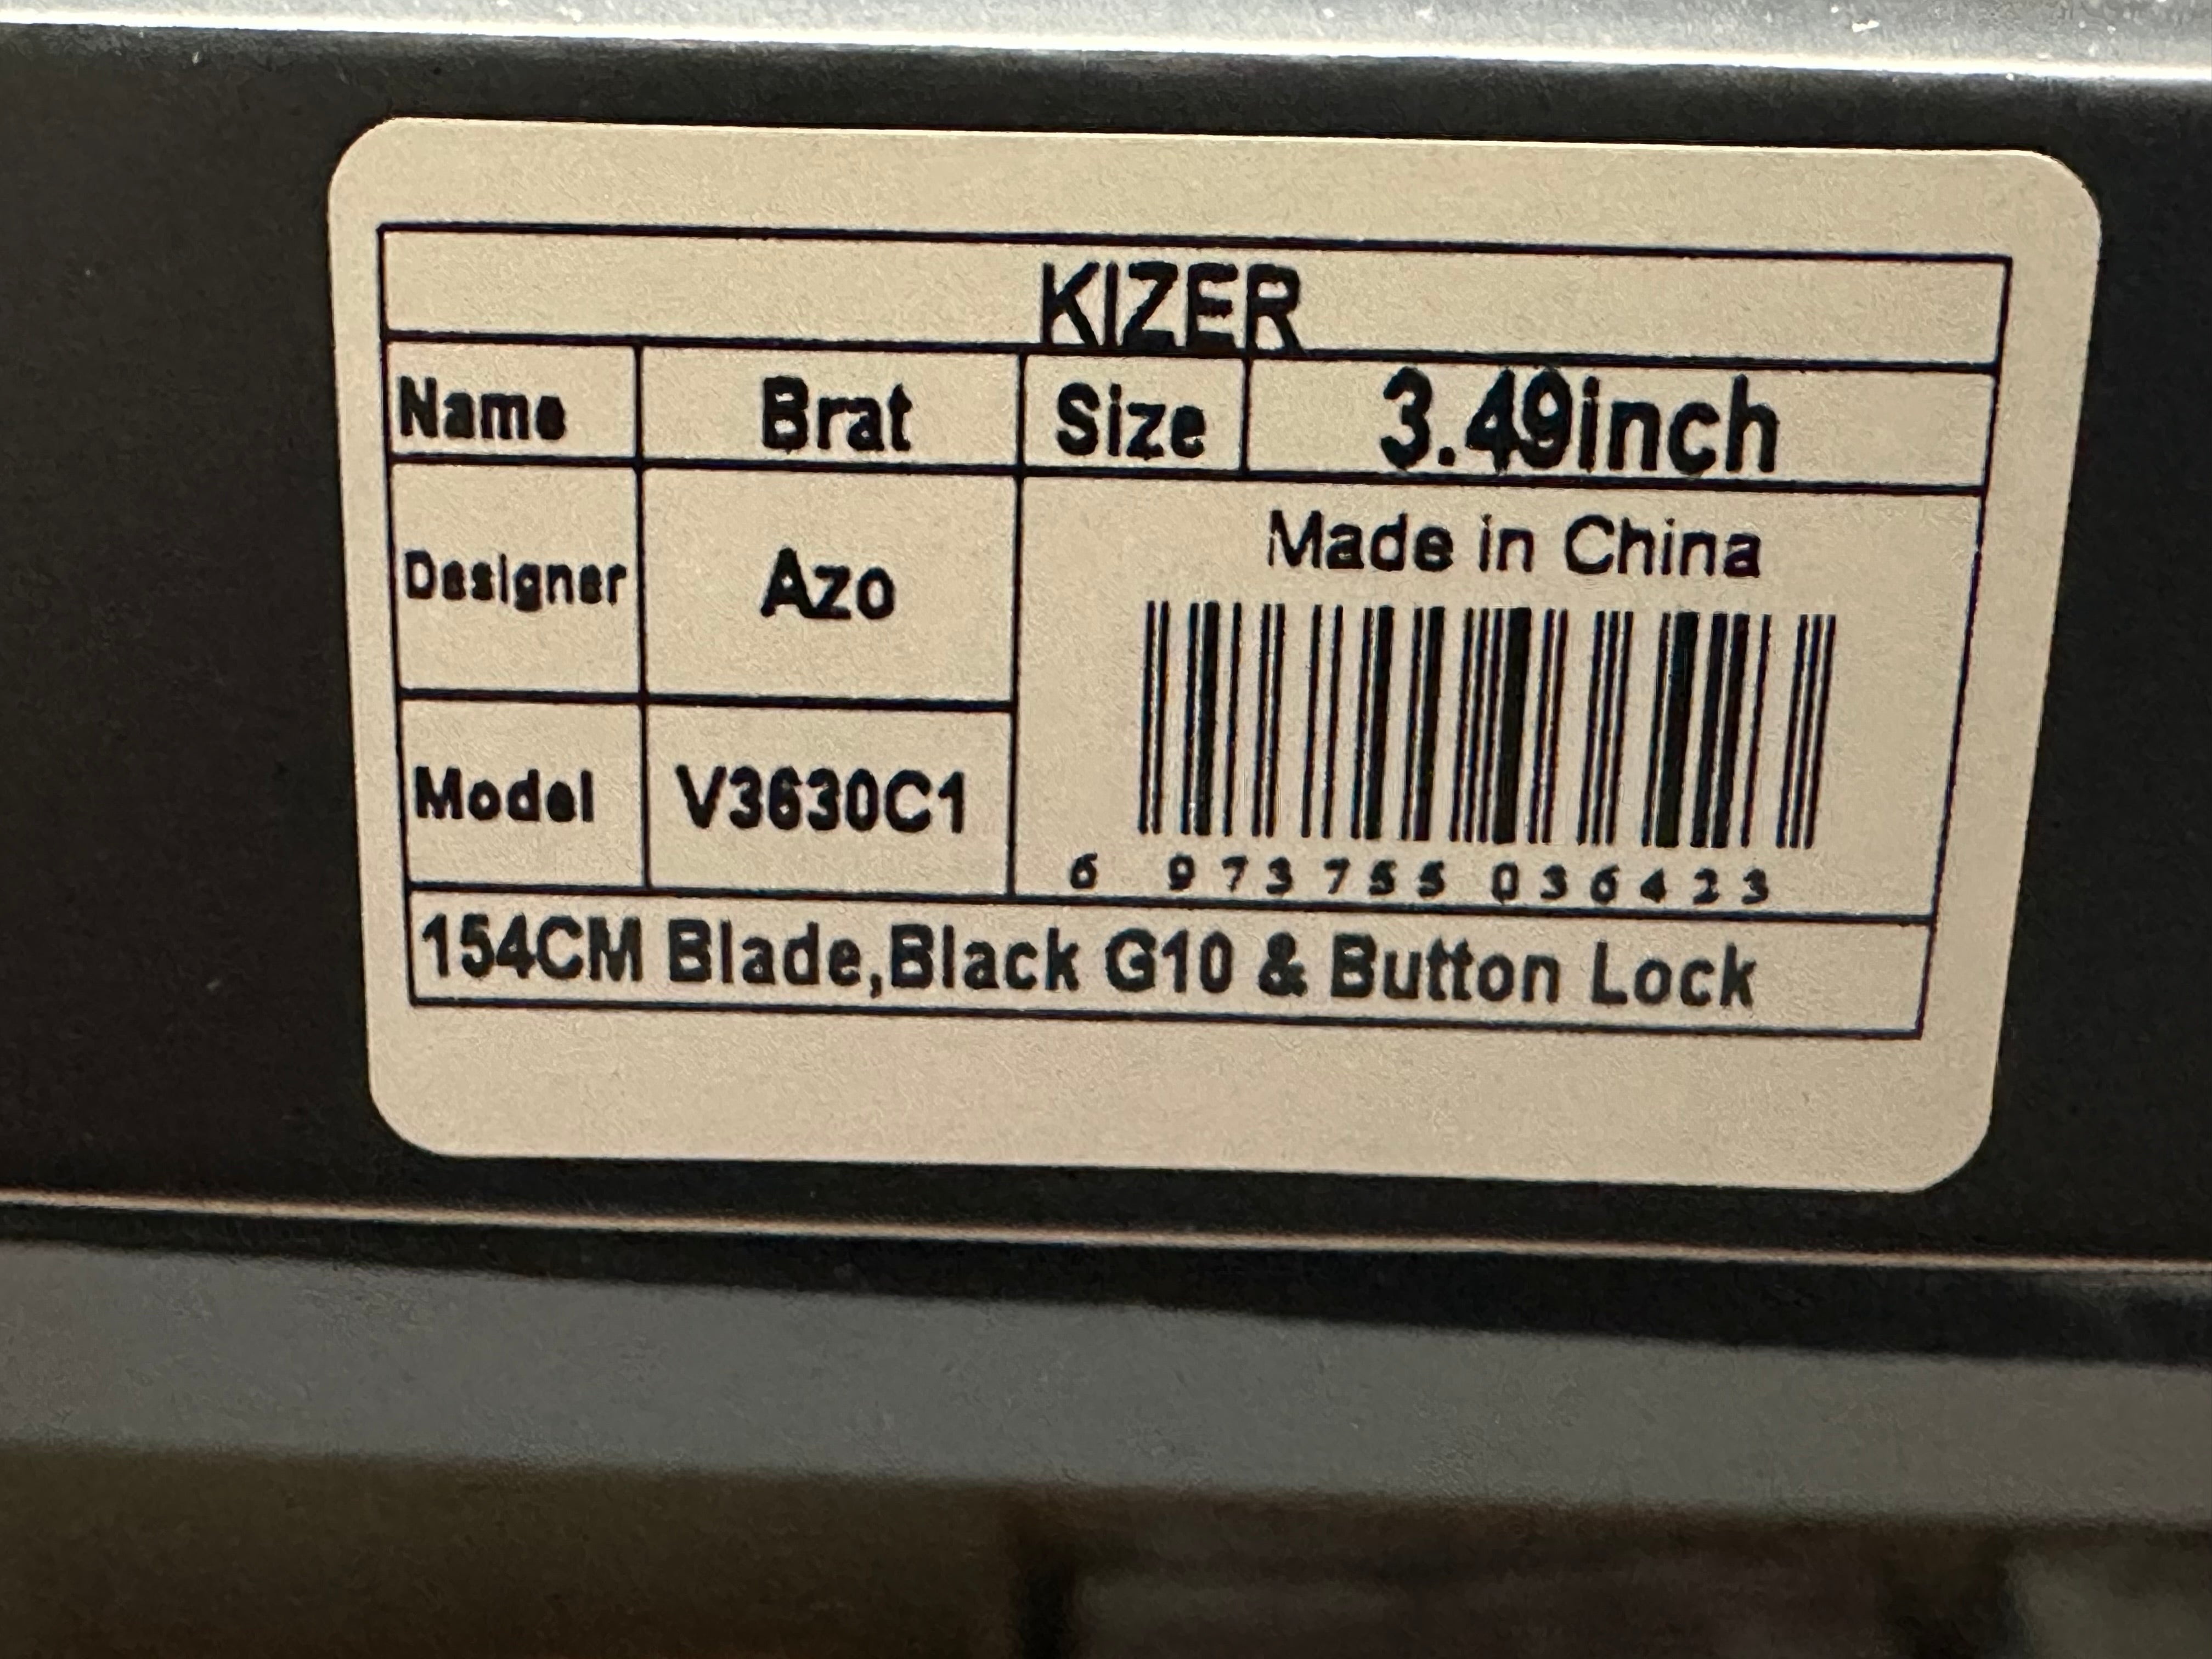 KIZER
Name Brat Size 3.49inch
Designer Azo
Made in China
Model V3630C1
6 973755 036423
154CM Blade,Black G10 & Button Lock